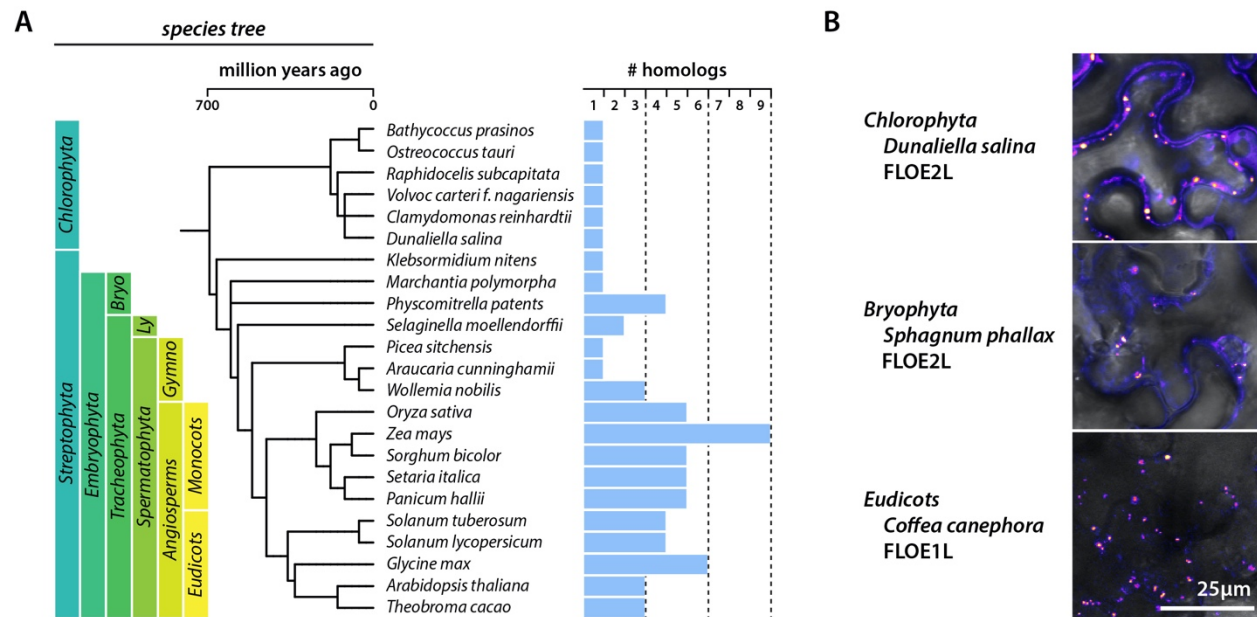 A
species tree
million years ago
700
0
# homologs
1 2 3 4 5 6 7 8 9
Chlorophyta
Streptophyta
Embryophyta
Bryo
Tracheophyta
Ly
Spermatophyta
Gymno
Angiosperms
Monocots
Eudicots
Bathycoccus prasinos
Ostreococcus tauri
Raphidocelis subcapitata
Volvoc carteri f. nagariensis
Clamydomonas reinhardtii
Dunaliella salina
Klebsormidium nitens
Marchantia polymorpha
Physcomitrella patents
Selaginella moellendorffii
Picea sitchensis
Araucaria cunninghamii
Wollemia nobilis
Oryza sativa
Zea mays
Sorghum bicolor
Setaria italica
Panicum hallii
Solanum tuberosum
Solanum lycopersicum
Glycine max
Arabidopsis thaliana
Theobroma cacao
B
Chlorophyta
Dunaliella salina
FLOE2L
Bryophyta
Sphagnum phallax
FLOE2L
Eudicots
Coffea canephora
FLOE1L
25µm